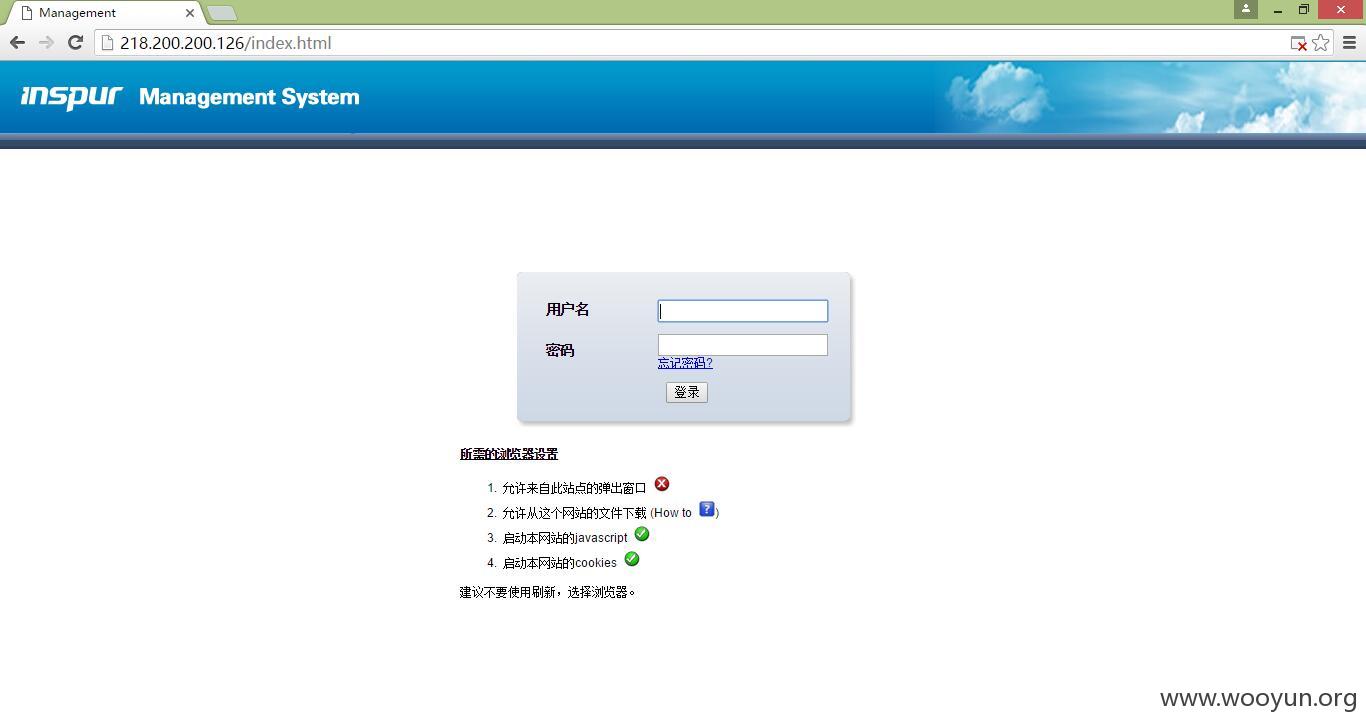 Management
218.200.200.126/index.html
inspur Management System
用户名
密码
忘记密码?
登录
所需的浏览器设置
1. 允许来自此站点的弹出窗口
2. 允许从这个网站的文件下载 (How to ?)
3. 启动本网站的javascript
4. 启动本网站的cookies
建议不要使用刷新，选择浏览器。
www.wooyun.org